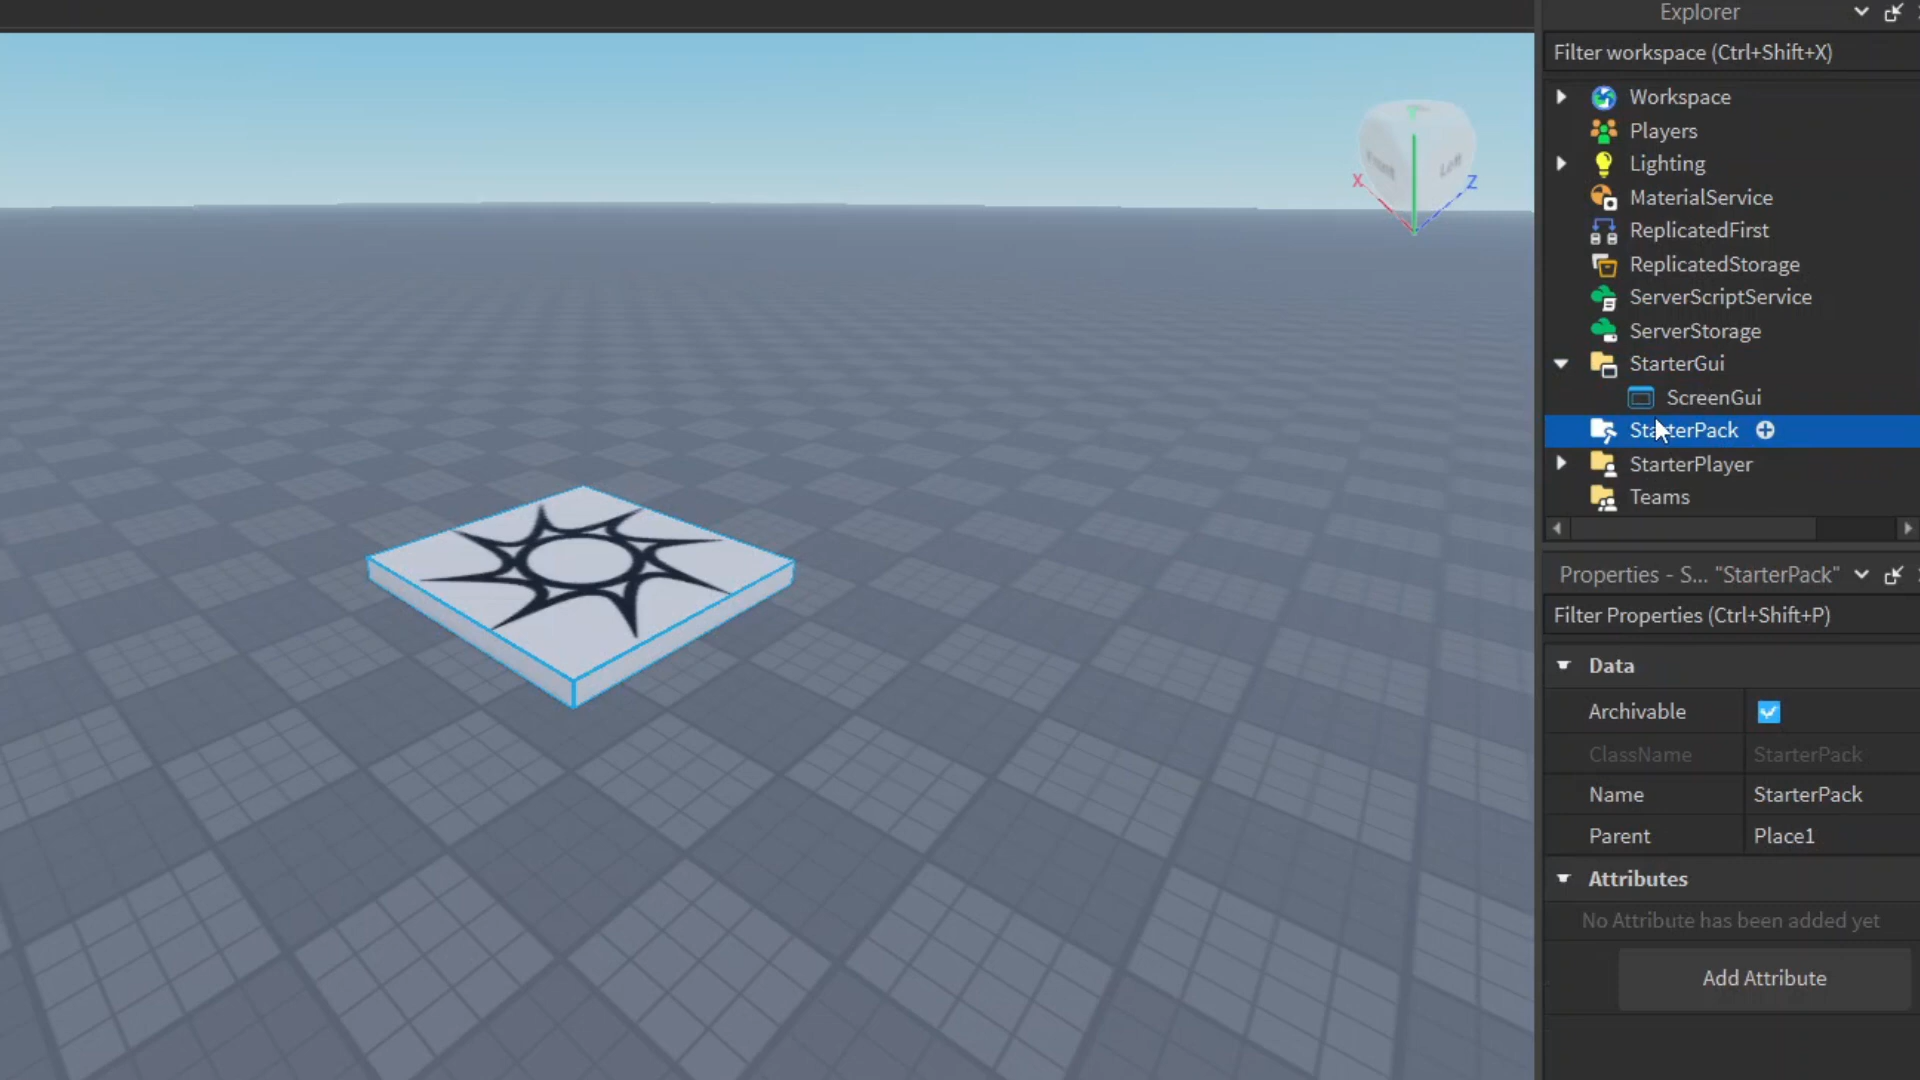 Explorer
Filter workspace (Ctrl+Shift+X)
Workspace
Players
Lighting
MaterialService
ReplicatedFirst
ReplicatedStorage
ServerScriptService
ServerStorage
StarterGui
ScreenGui
StarterPack
StarterPlayer
Teams
X
Z
Left
Properties - S... "StarterPack"
Filter Properties (Ctrl+Shift+P)
Data
Archivable
ClassName StarterPack
Name StarterPack
Parent Place1
Attributes
No Attribute has been added yet
Add Attribute